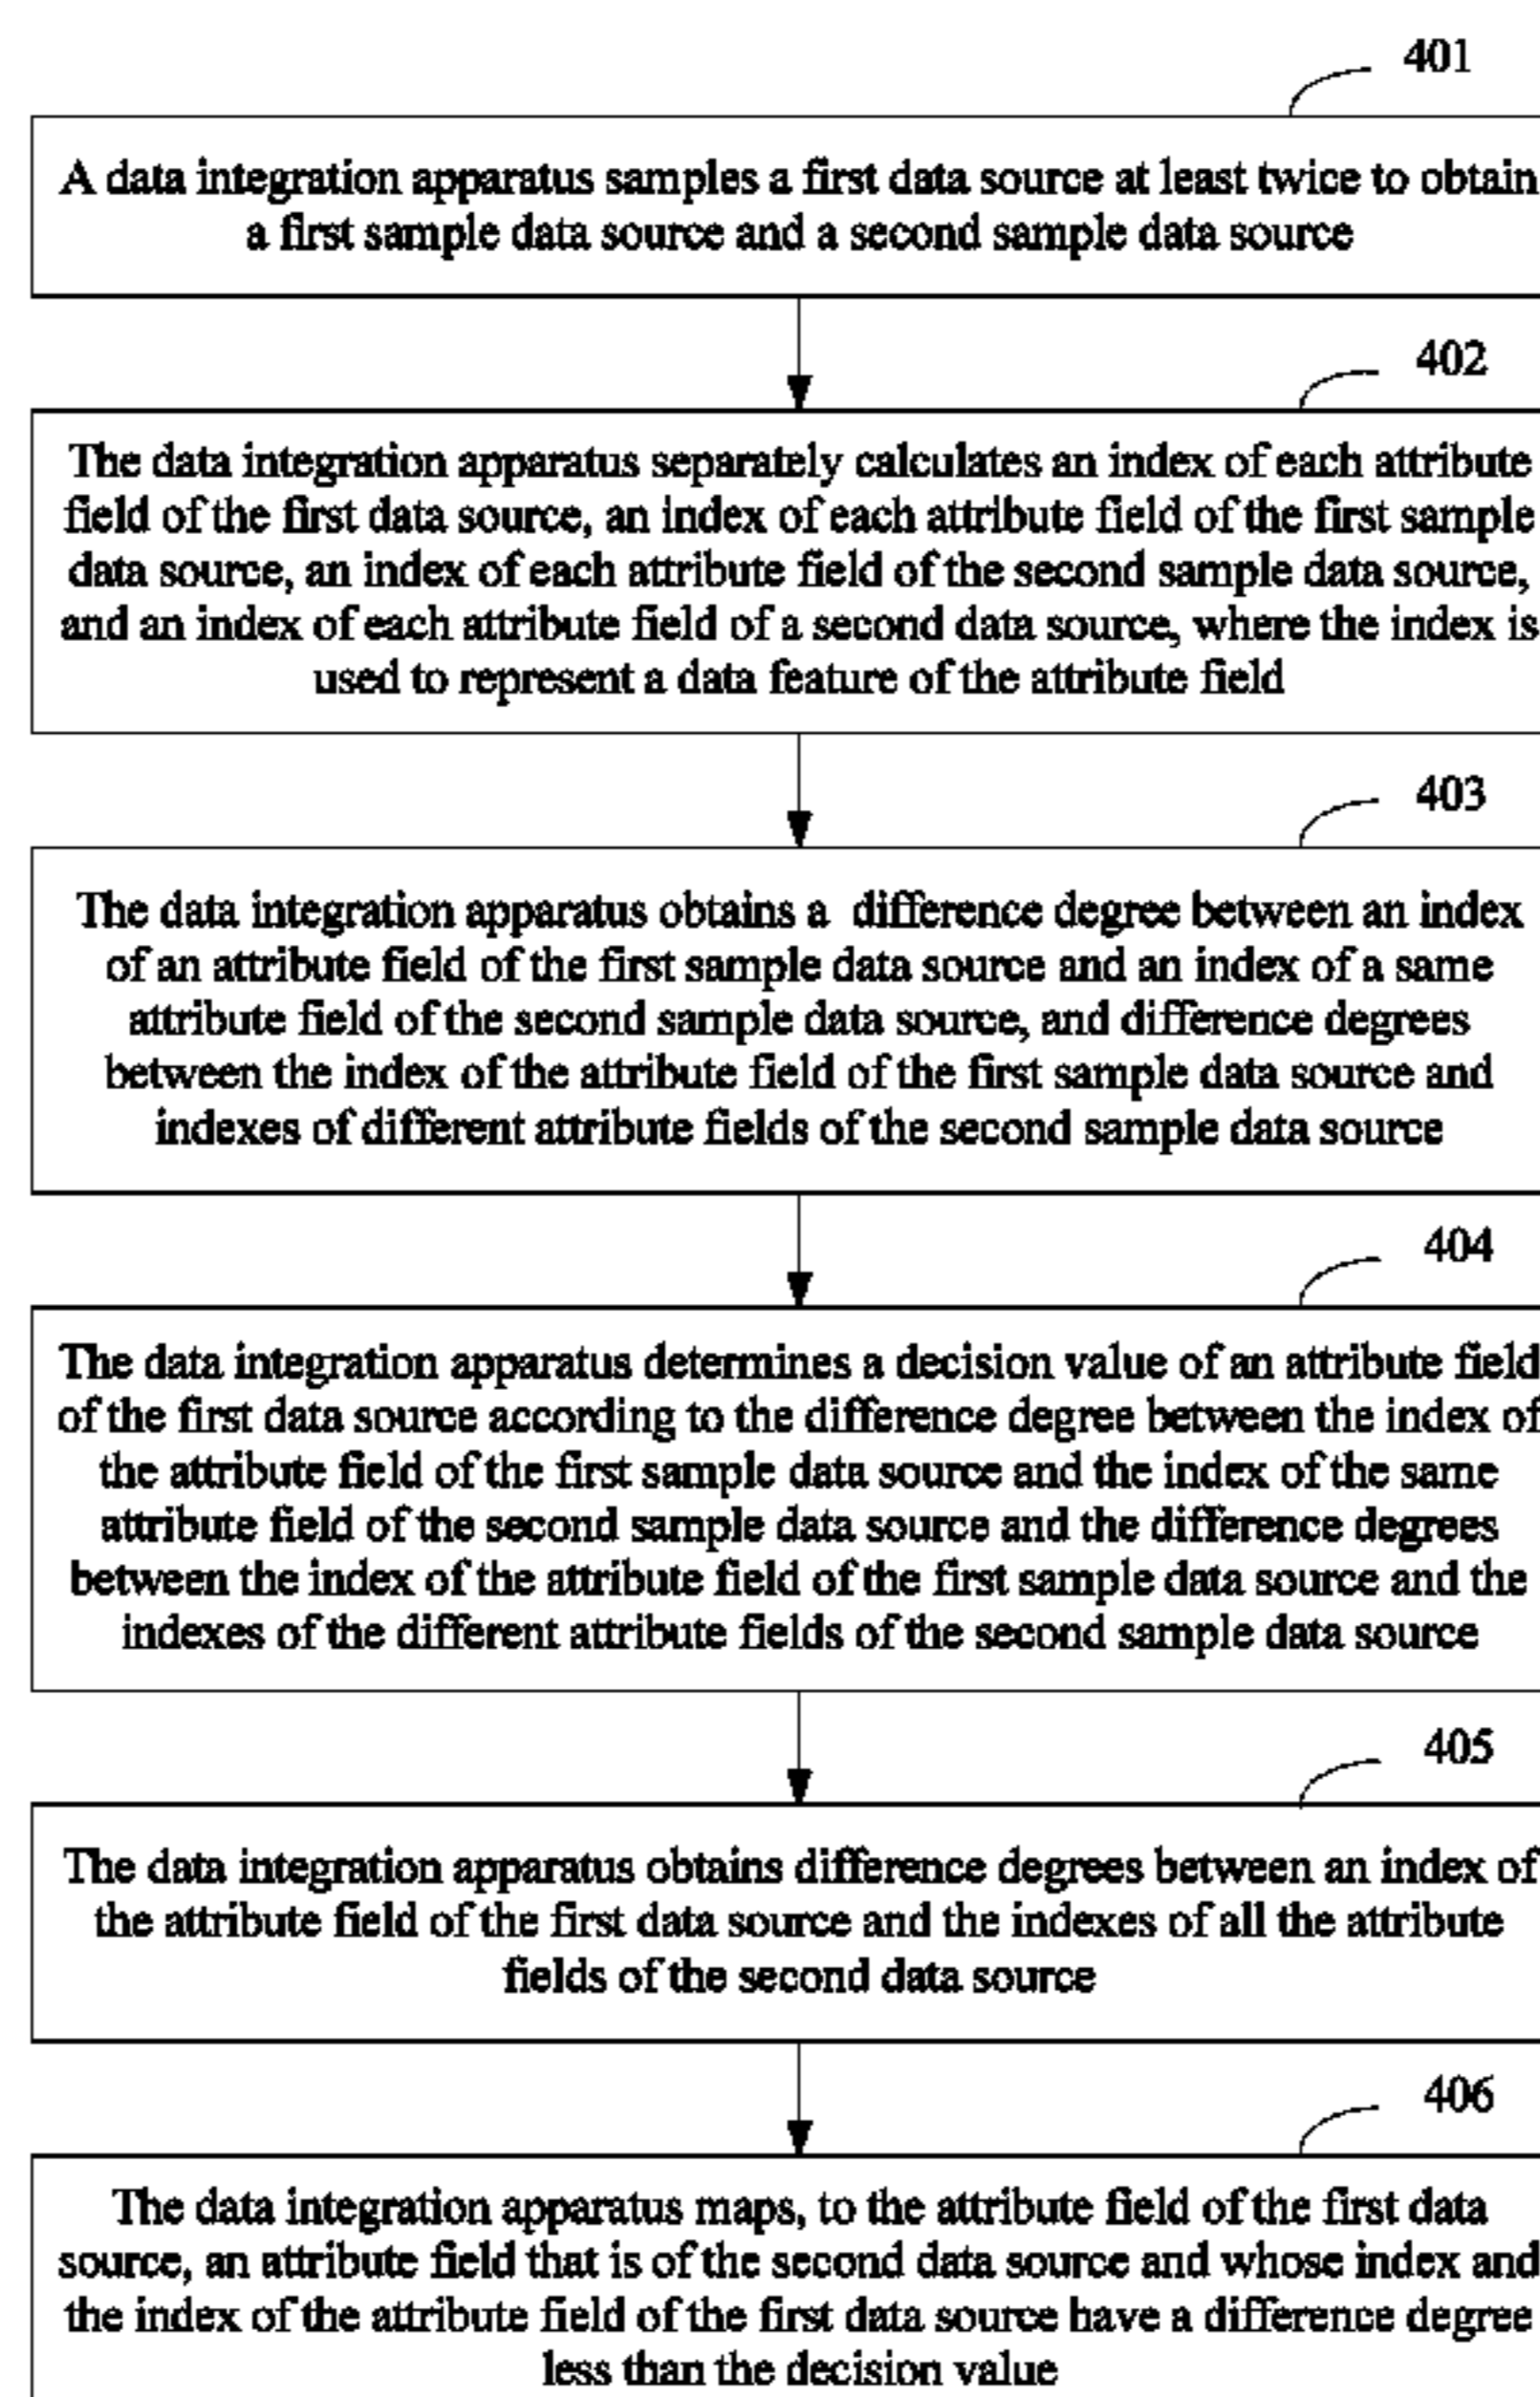 401
A data integration apparatus samples a first data source at least twice to obtain
a first sample data source and a second sample data source
402
The data integration apparatus separately calculates an index of each attribute
field of the first data source, an index of each attribute field of the first sample
data source, an index of each attribute field of the second sample data source,
and an index of each attribute field of a second data source, where the index is
used to represent a data feature of the attribute field
403
The data integration apparatus obtains a difference degree between an index
of an attribute field of the first sample data source and an index of a same
attribute field of the second sample data source, and difference degrees
between the index of the attribute field of the first sample data source and
indexes of different attribute fields of the second sample data source
404
The data integration apparatus determines a decision value of an attribute field
of the first data source according to the difference degree between the index of
the attribute field of the first sample data source and the index of the same
attribute field of the second sample data source and the difference degrees
between the index of the attribute field of the first sample data source and the
indexes of the different attribute fields of the second sample data source
405
The data integration apparatus obtains difference degrees between an index of
the attribute field of the first data source and the indexes of all the attribute
fields of the second data source
406
The data integration apparatus maps, to the attribute field of the first data
source, an attribute field that is of the second data source and whose index and
the index of the attribute field of the first data source have a difference degree
less than the decision value